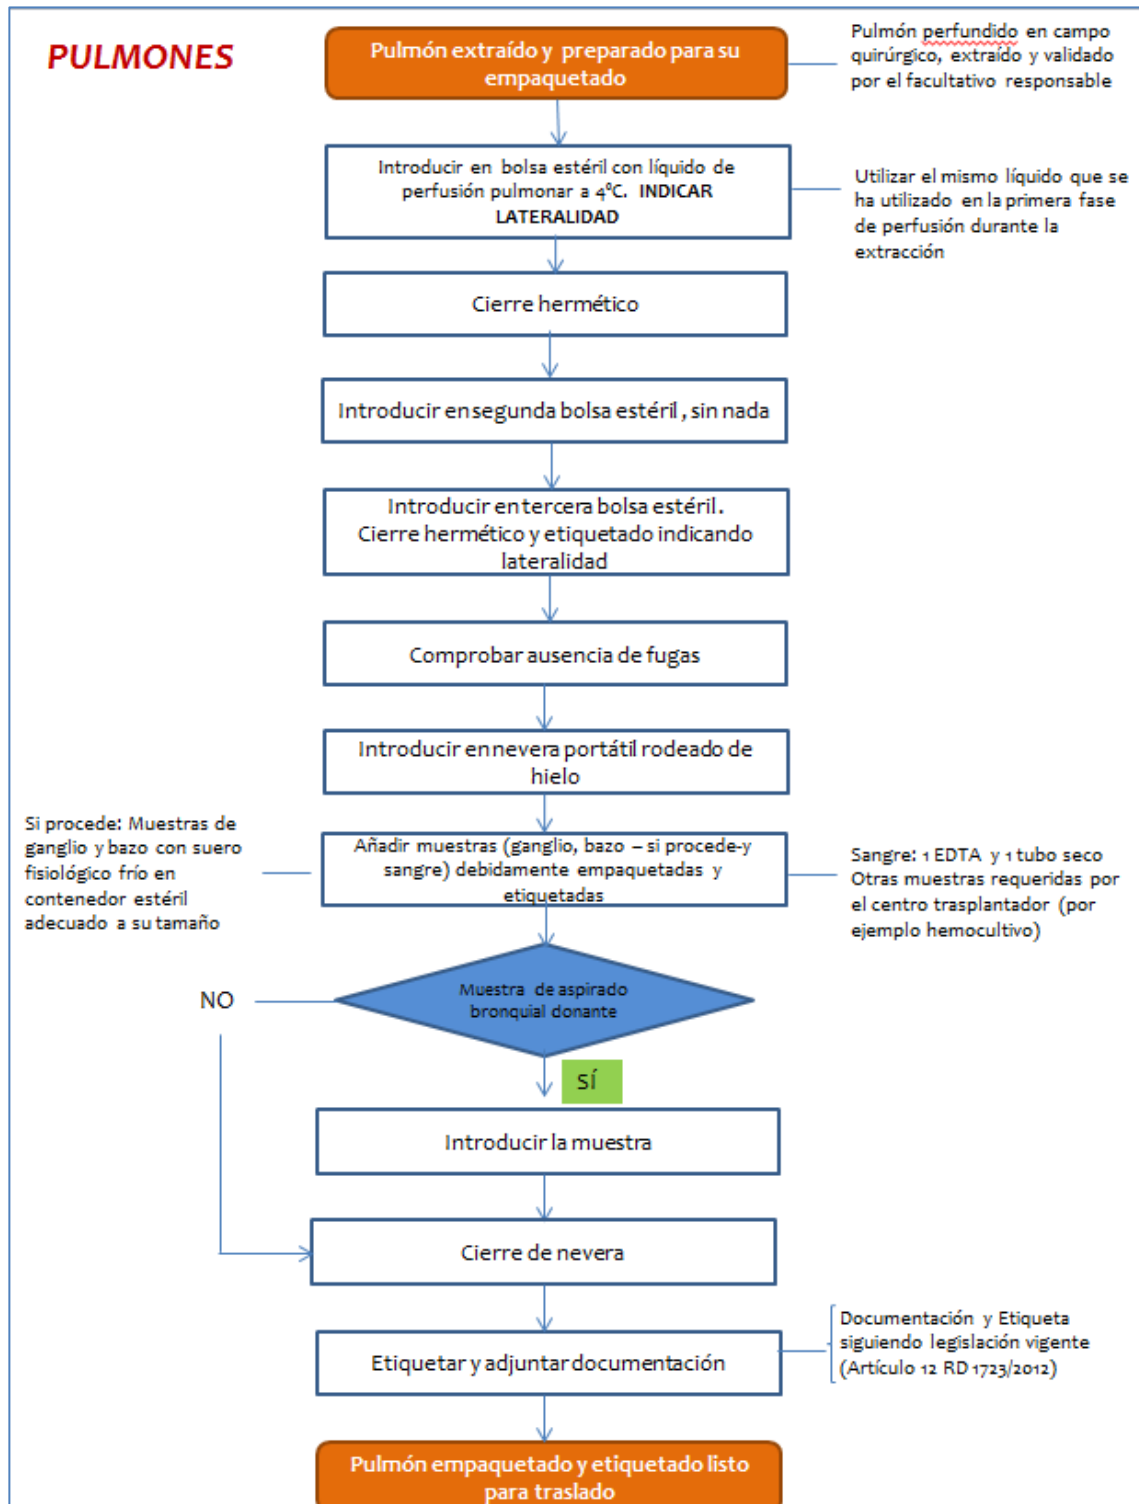 PULMONES
Pulmón extraído y preparado para su
empaquetado
Pulmón perfundido en campo
quirúrgico, extraído y validado
por el facultativo responsable
Introducir en bolsa estéril con líquido de
perfusión pulmonar a 4ºC. INDICAR
LATERALIDAD
Utilizar el mismo líquido que se
ha utilizado en la primera fase
de perfusión durante la
extracción
Cierre hermético
Introducir en segunda bolsa estéril , sin nada
Introducir en tercera bolsa estéril.
Cierre hermético y etiquetado indicando
lateralidad
Comprobar ausencia de fugas
Introducir en nevera portátil rodeado de
hielo
Si procede: Muestras de
ganglio y bazo con suero
fisiológico frío en
contenedor estéril
adecuado a su tamaño
Añadir muestras (ganglio, bazo – si procede-y
sangre) debidamente empaquetadas y
etiquetadas
Sangre: 1 EDTA y 1 tubo seco
Otras muestras requeridas por
el centro trasplantador (por
ejemplo hemocultivo)
Muestra de aspirado
bronquial donante
NO
SÍ
Introducir la muestra
Cierre de nevera
Etiquetar y adjuntar documentación
Documentación y Etiqueta
siguiendo legislación vigente
(Artículo 12 RD 1723/2012)
Pulmón empaquetado y etiquetado listo
para traslado